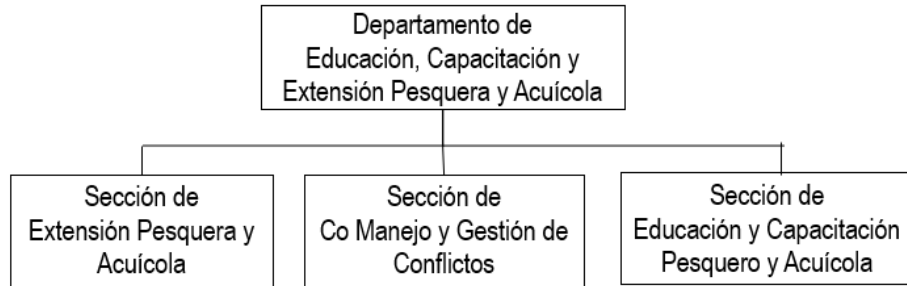 Departamento de
Educación, Capacitación y
Extensión Pesquera y Acuícola
Sección de
Extensión Pesquera y
Acuícola
Sección de
Co Manejo y Gestión de
Conflictos
Sección de
Educación y Capacitación
Pesquero y Acuícola